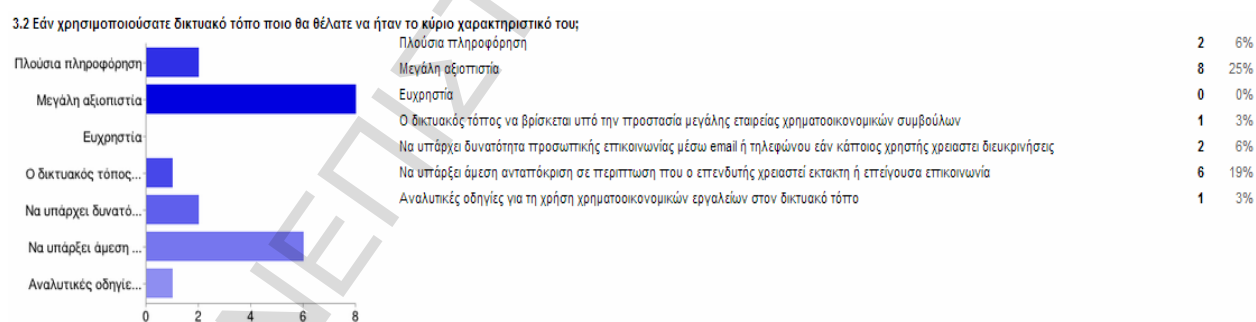 3.2 Εάν χρησιμοποιούσατε δικτυακό τόπο ποιο θα θέλατε να ήταν το κύριο χαρακτηριστικό του;
Πλούσια πληροφόρηση
Μεγάλη αξιοπιστία
Ευχρηστία
Ο δικτυακός τόπος...
Να υπάρχει δυνατό...
Να υπάρξει άμεση ...
Αναλυτικές οδηγίε...
0 2 4 6 8
Πλούσια πληροφόρηση 2 6%
Μεγάλη αξιοπιστία 8 25%
Ευχρηστία 0 0%
Ο δικτυακός τόπος να βρίσκεται υπό την προστασία μεγάλης εταιρείας χρηματοοικονομικών συμβούλων 1 3%
Να υπάρχει δυνατότητα προσωπικής επικοινωνίας μέσω email ή τηλεφώνου εάν κάποιος χρηστής χρειαστει διευκρινήσεις 2 6%
Να υπάρξει άμεση ανταπόκριση σε περιπτωση που ο επενδυτής χρειαστεί εκτακτη ή επείγουσα επικοινωνία 6 19%
Αναλυτικές οδηγίες για τη χρήση χρηματοοικονομικών εργαλείων στον δικτυακό τόπο 1 3%
ΝΕΠΙΣΤ